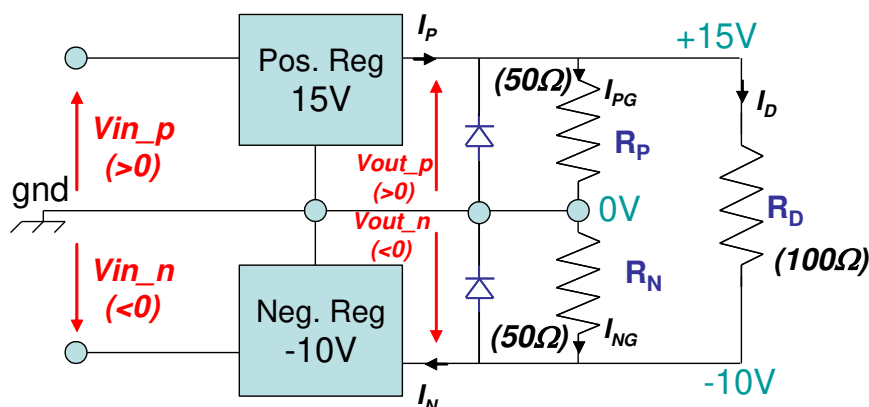 I_P
+15V
Pos. Reg
15V
(50Ω)
I_PG
I_D
Vin_p
(>0)
Vout_p
(>0)
R_P
gnd
0V
Vout_n
(<0)
R_D
Vin_n
(<0)
R_N
(100Ω)
Neg. Reg
-10V
(50Ω)
I_NG
-10V
I_N